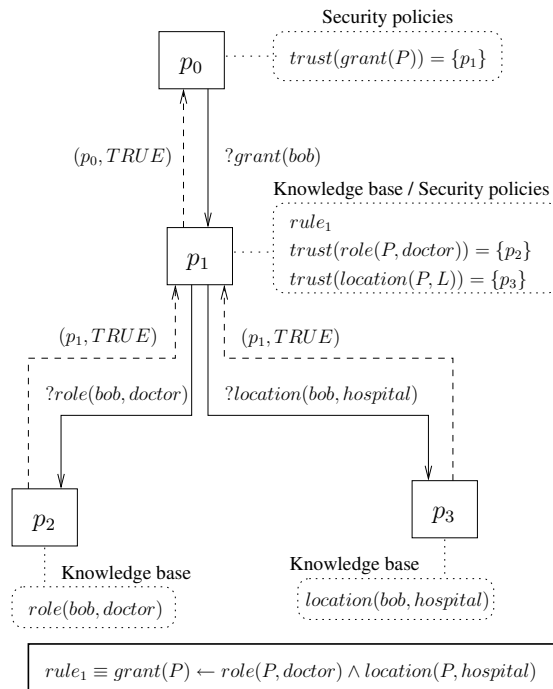 Security policies
p₀
trust(grant(P)) = {p₁}
(p₀, TRUE)
?grant(bob)
Knowledge base / Security policies
rule₁
p₁
trust(role(P, doctor)) = {p₂}
trust(location(P, L)) = {p₃}
(p₁, TRUE)
(p₁, TRUE)
?role(bob, doctor)
?location(bob, hospital)
p₂
p₃
Knowledge base
Knowledge base
role(bob, doctor)
location(bob, hospital)
rule₁ ≡ grant(P) ← role(P, doctor) ∧ location(P, hospital)